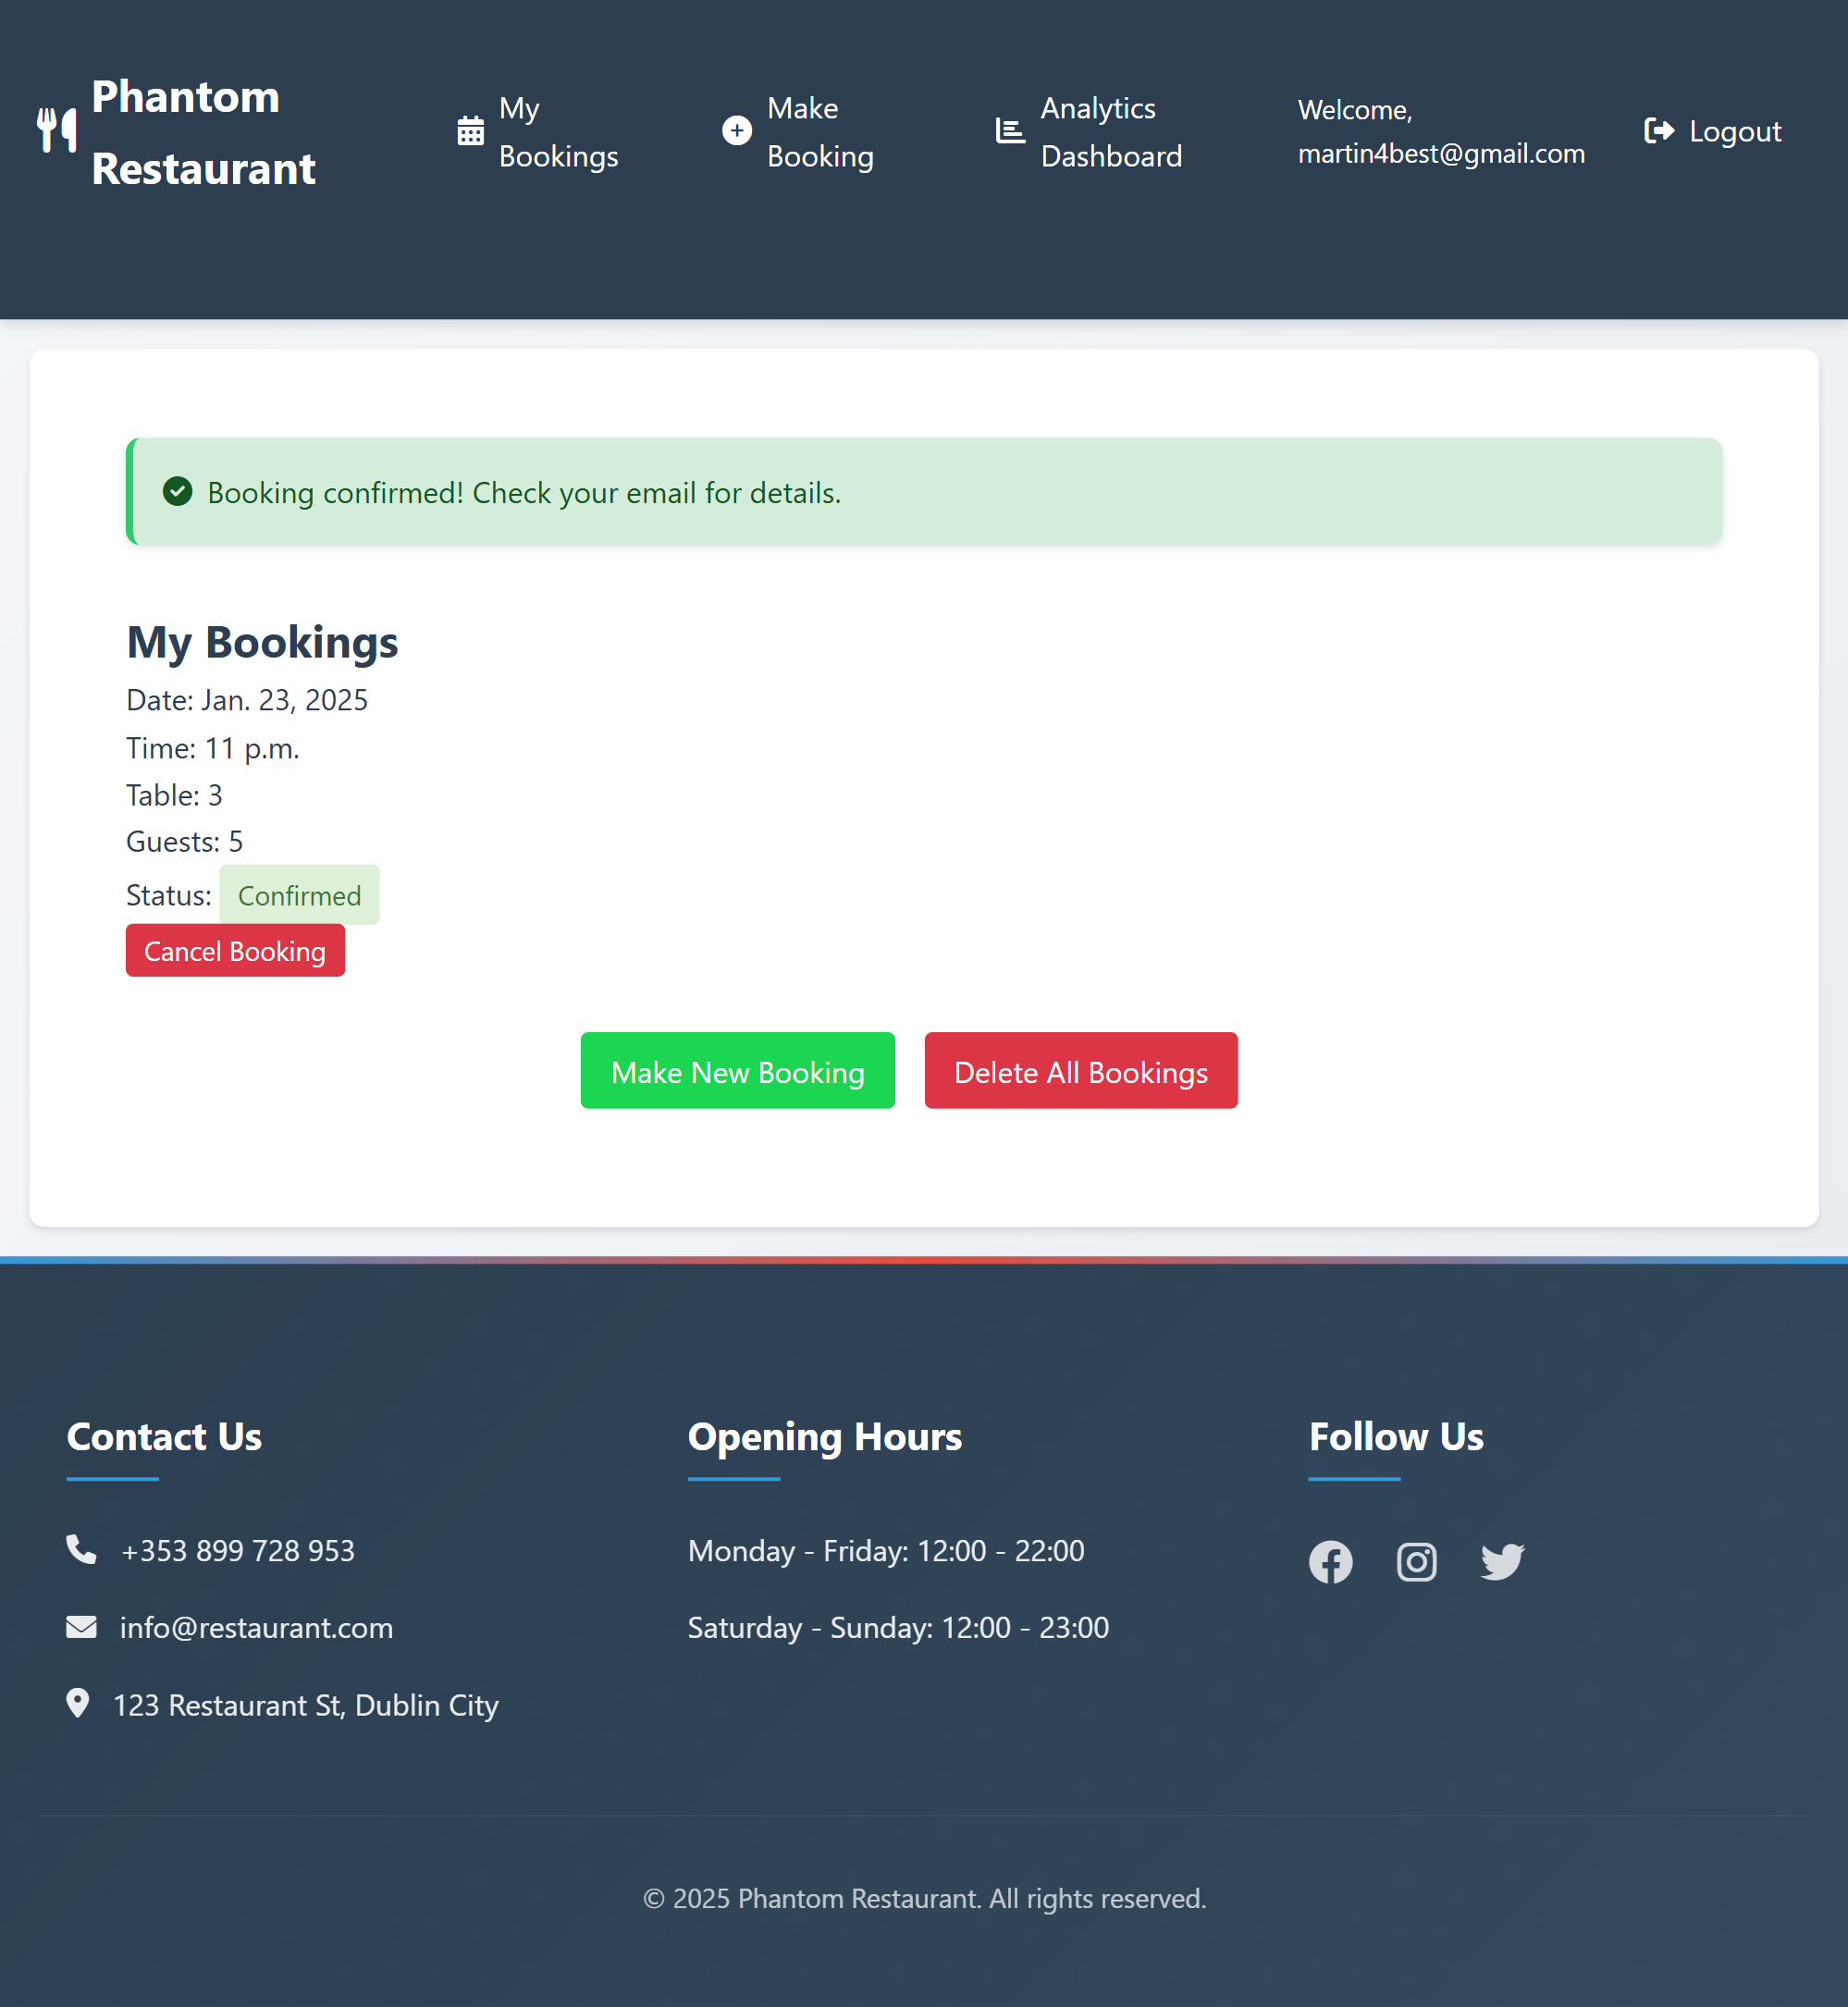 Phantom
Restaurant
My
Bookings
Make
Booking
Analytics
Dashboard
Welcome,
martin4best@gmail.com
Logout
Booking confirmed! Check your email for details.
My Bookings
Date: Jan. 23, 2025
Time: 11 p.m.
Table: 3
Guests: 5
Status: Confirmed
Cancel Booking
Make New Booking
Delete All Bookings
Contact Us
+353 899 728 953
info@restaurant.com
123 Restaurant St, Dublin City
Opening Hours
Monday - Friday: 12:00 - 22:00
Saturday - Sunday: 12:00 - 23:00
Follow Us
© 2025 Phantom Restaurant. All rights reserved.